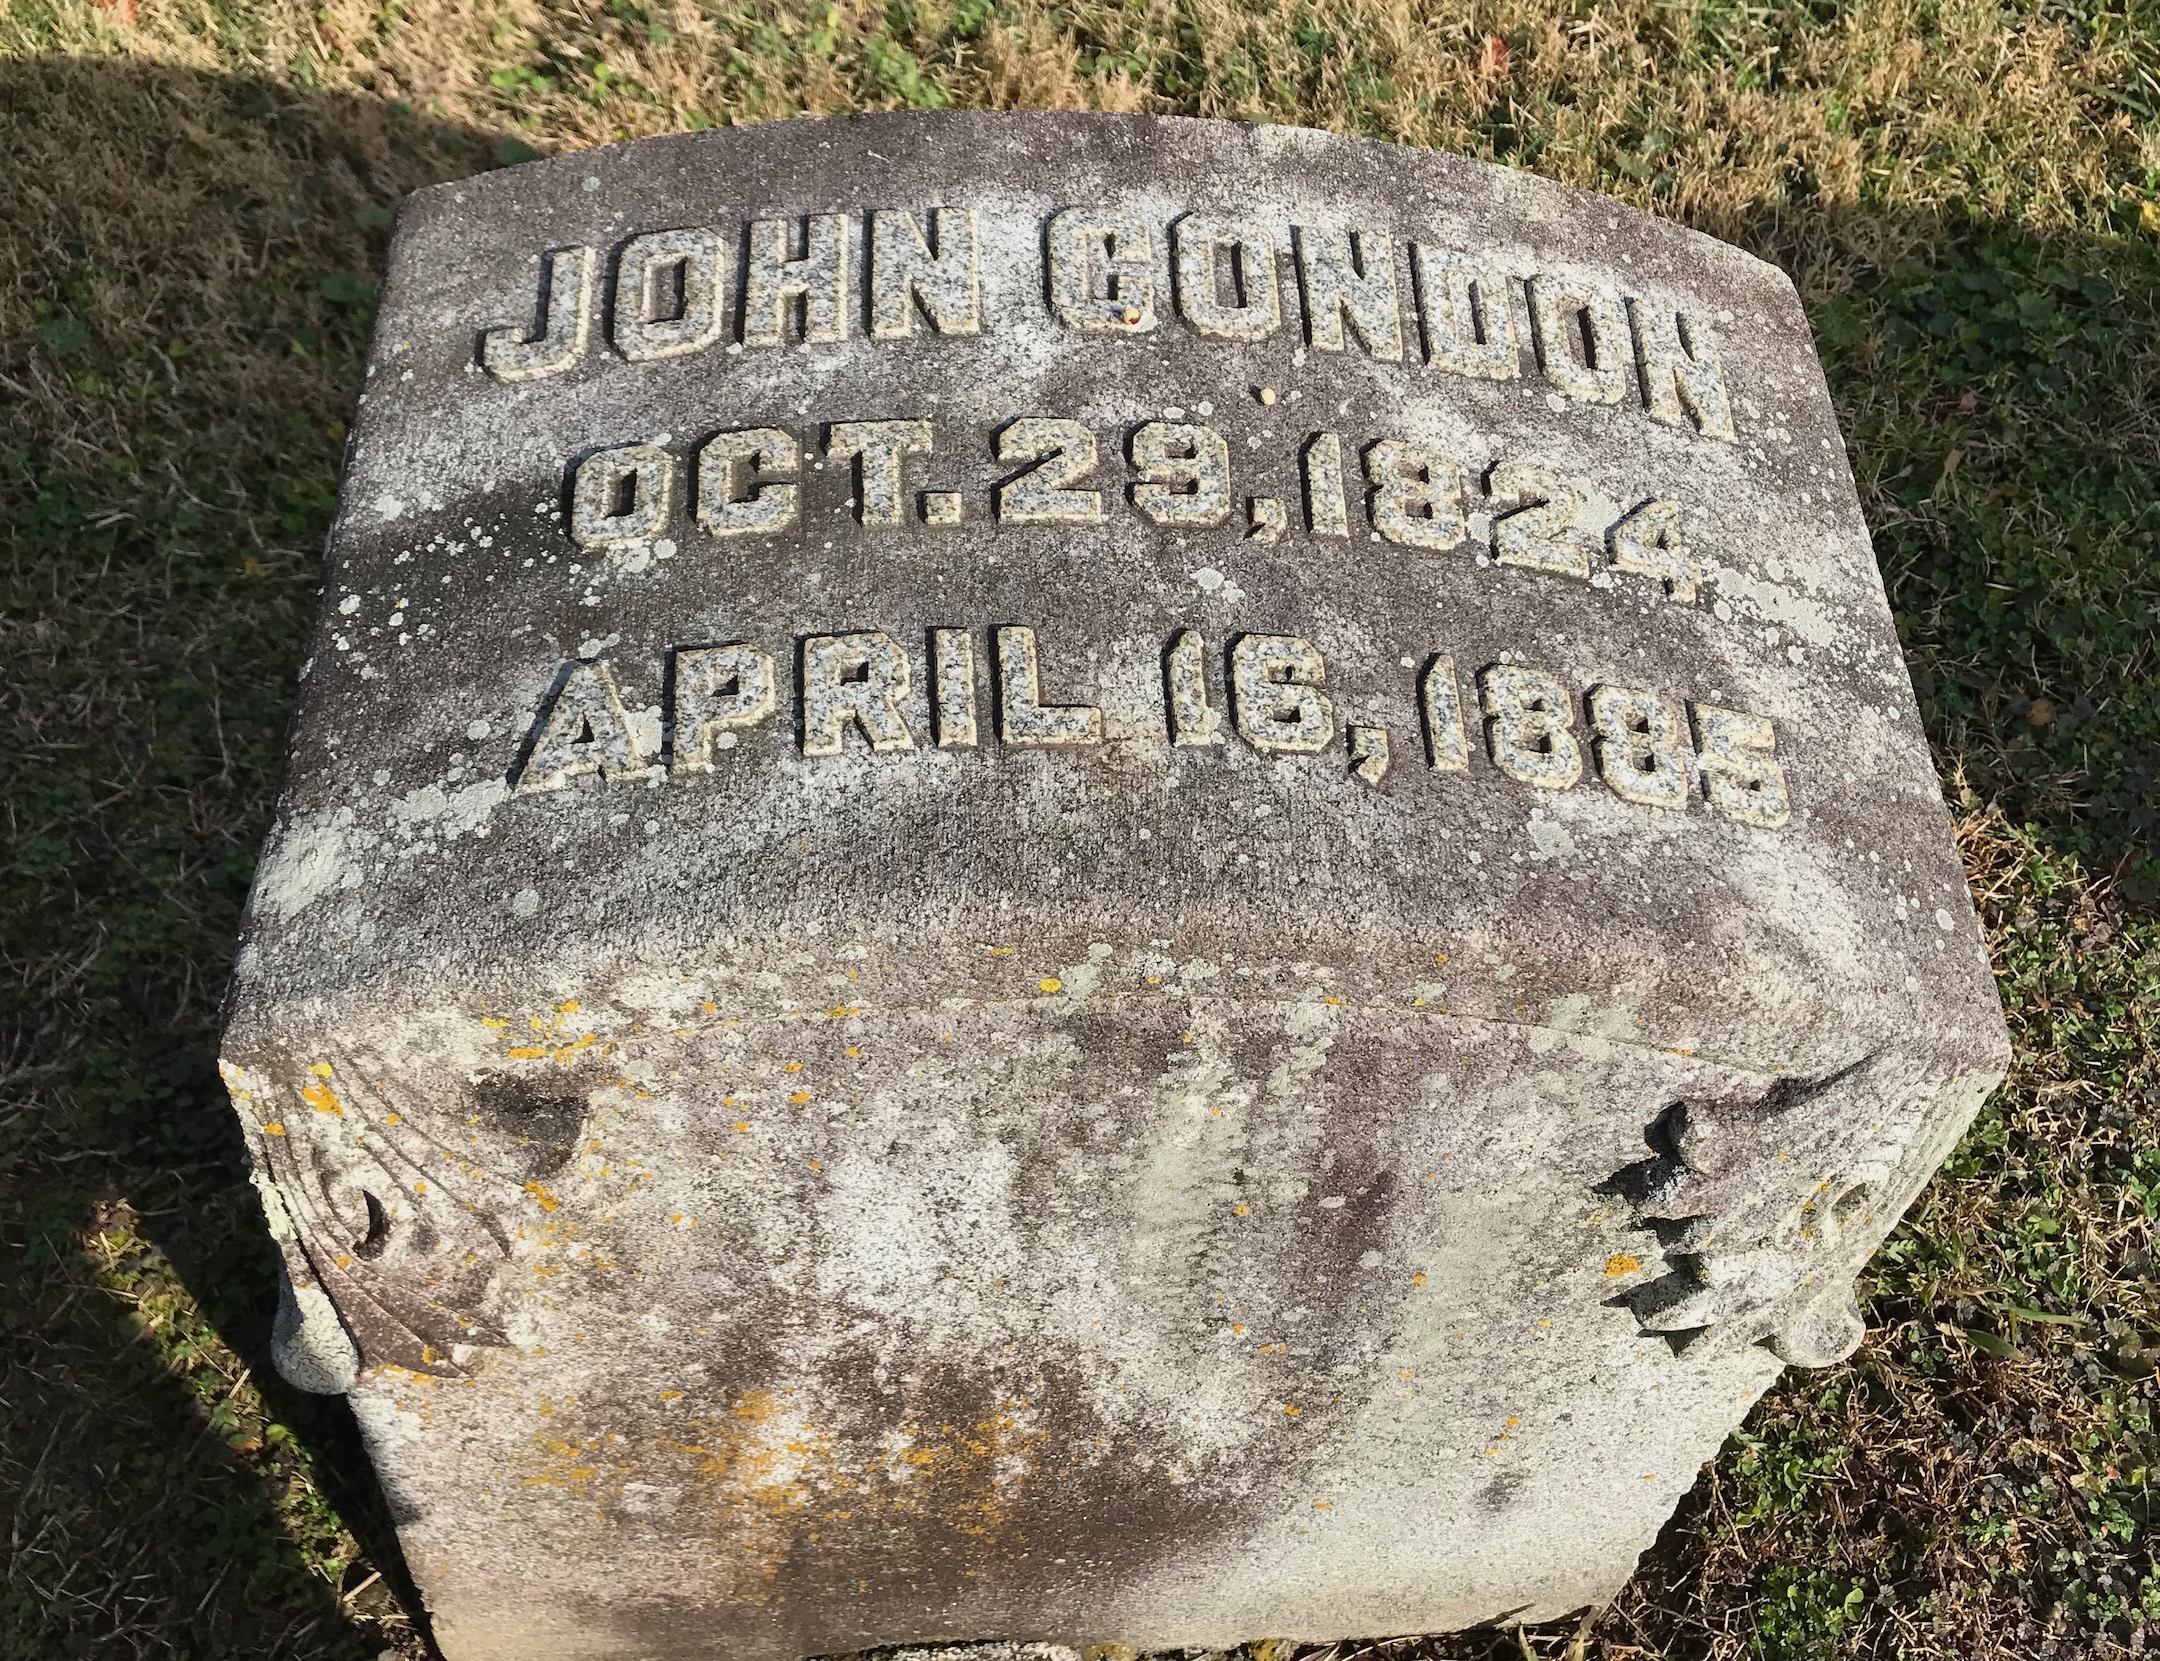 JOHN CONDON
OCT. 29, 1824
APRIL 16, 1885